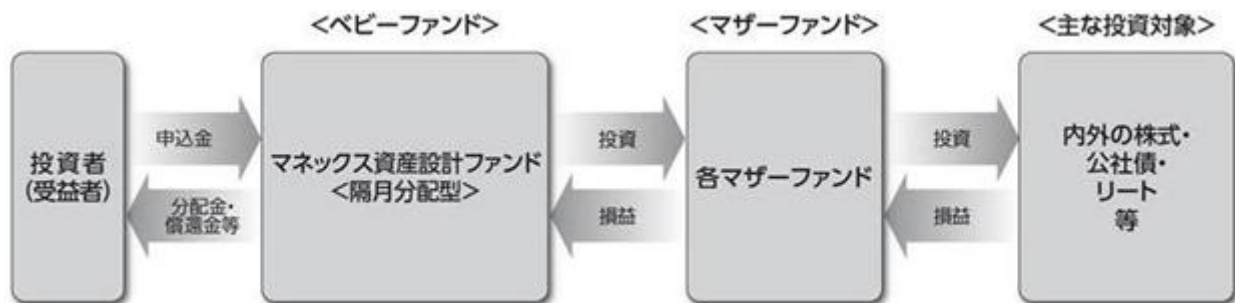 <ベビーファンド>
<マザーファンド>
<主な投資対象>
投資者
(受益者)
申込金
分配金・
償還金等
マネックス資産設計ファンド
<隔月分配型>
投資
損益
各マザーファンド
投資
損益
内外の株式・
公社債・
リート
等